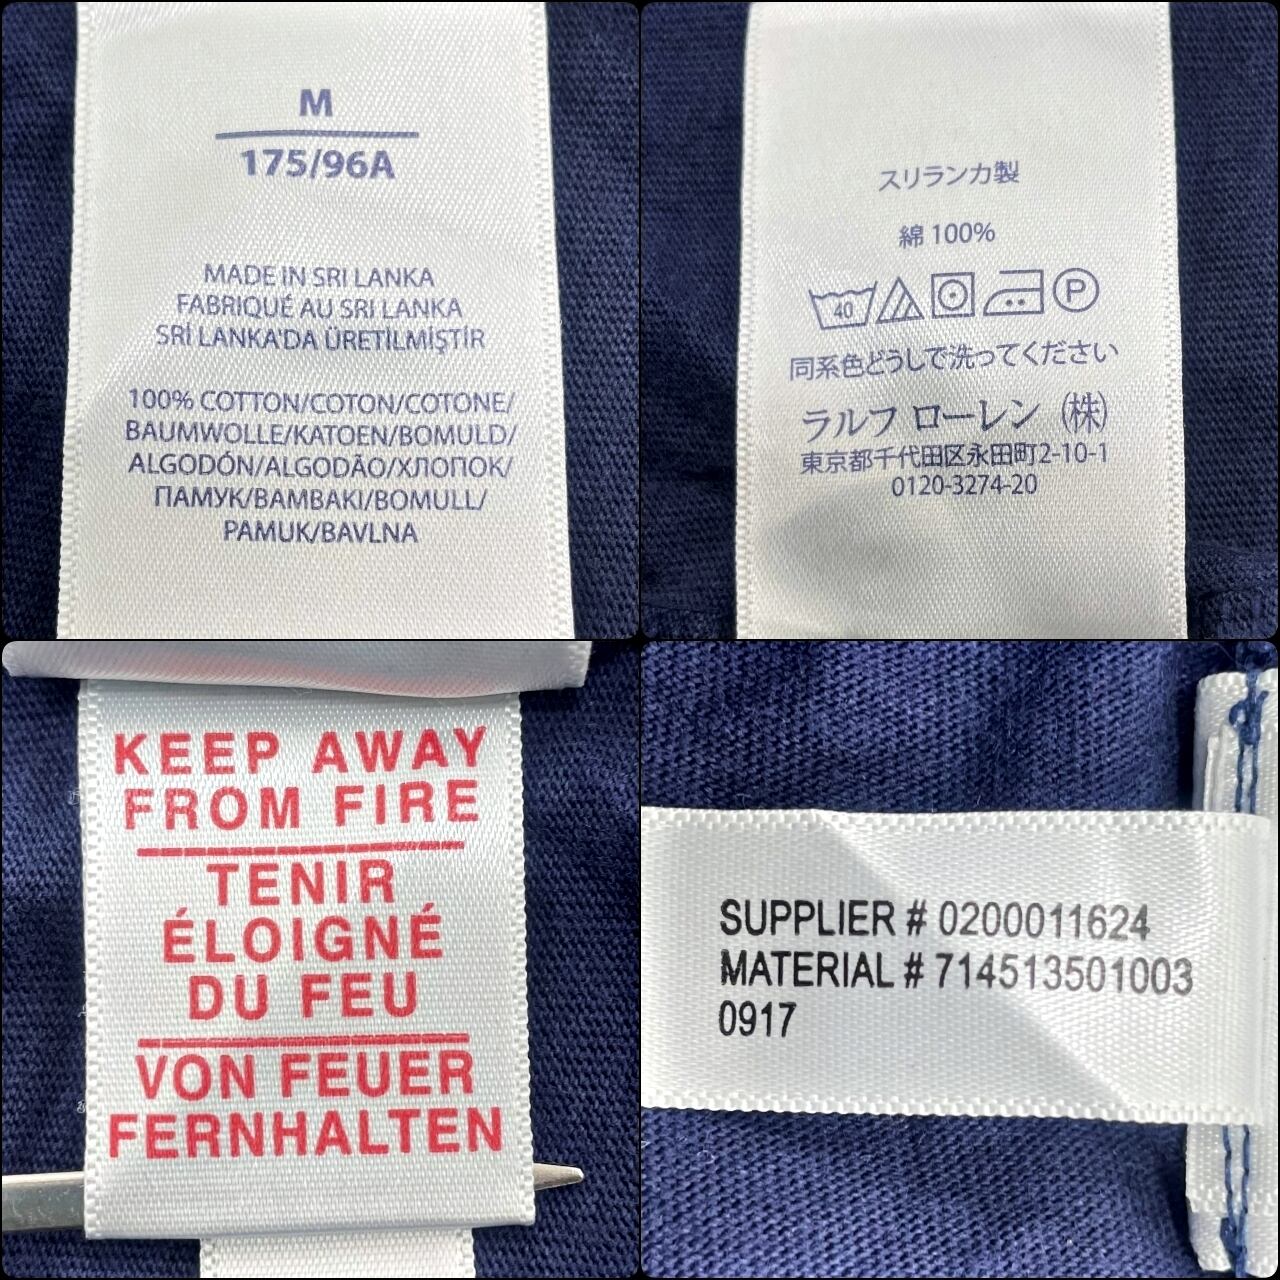 M
175/96A
MADE IN SRI LANKA
FABRIQUÉ AU SRI LANKA
SRİ LANKA'DA ÜRETİLMİŞTİR
100% COTTON/COTON/COTONE/
BAUMWOLLE/KATOEN/BOMULD/
ALGODÓN/ALGODÃO/ХЛОПОК/
ПАМУК/BAMBAKI/BOMULL/
PAMUK/BAVLNA
スリランカ製
綿 100%
40 P
同系色どうしで洗ってください
ラルフ ローレン ㈱
東京都千代田区永田町2-10-1
0120-3274-20
KEEP AWAY
FROM FIRE
TENIR
ÉLOIGNÉ
DU FEU
VON FEUER
FERNHALTEN
SUPPLIER # 0200011624
MATERIAL # 714513501003
0917